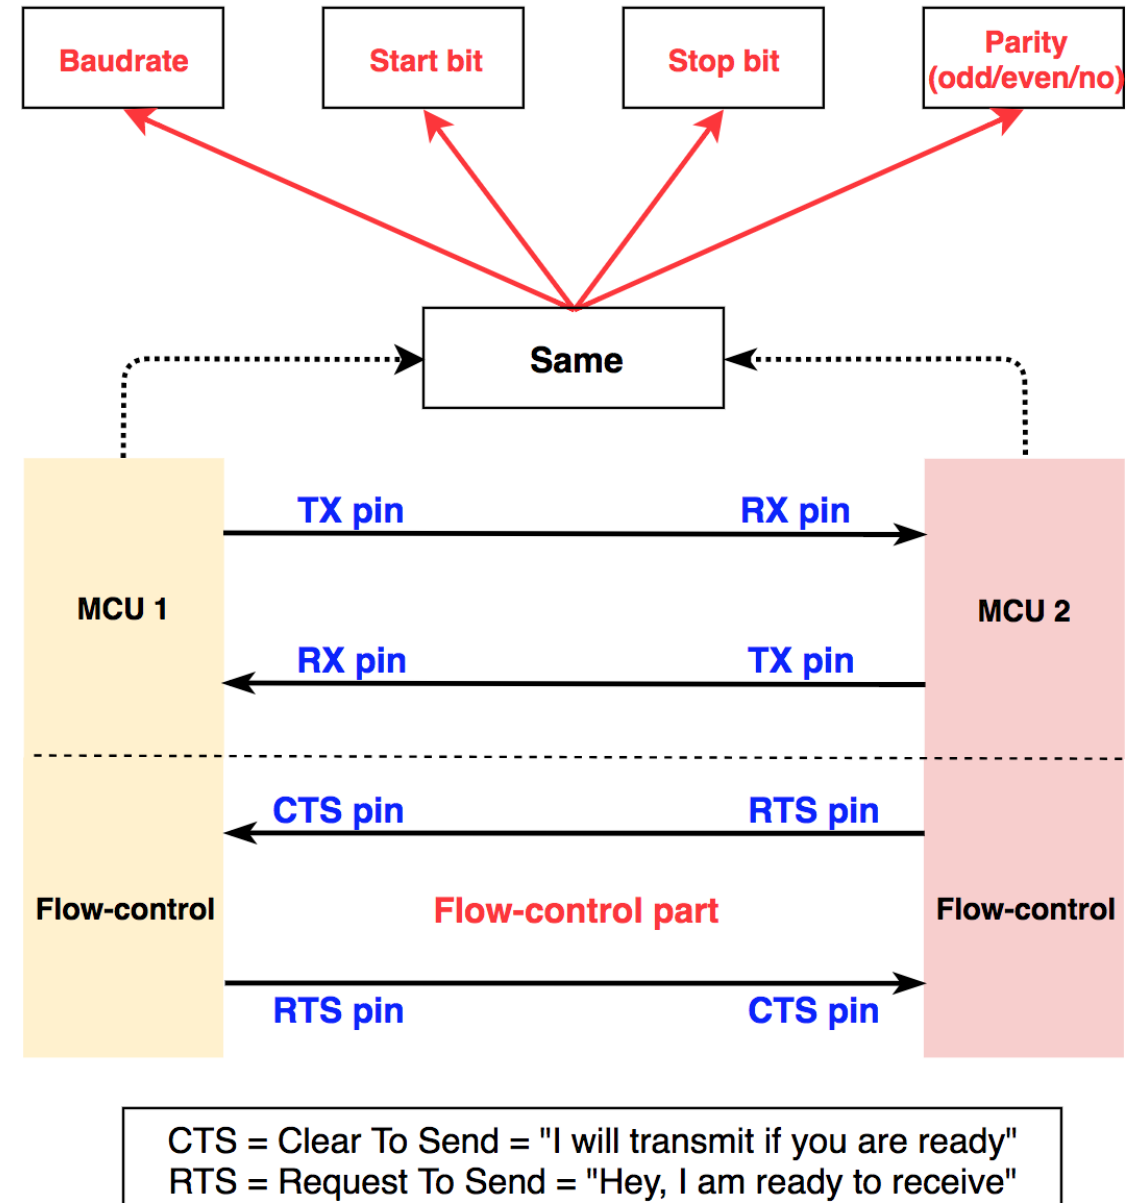 Baudrate
Start bit
Stop bit
Parity
(odd/even/no)
Same
TX pin
RX pin
MCU 1
MCU 2
RX pin
TX pin
CTS pin
RTS pin
Flow-control
Flow-control part
Flow-control
RTS pin
CTS pin
CTS = Clear To Send = "I will transmit if you are ready"
RTS = Request To Send = "Hey, I am ready to receive"